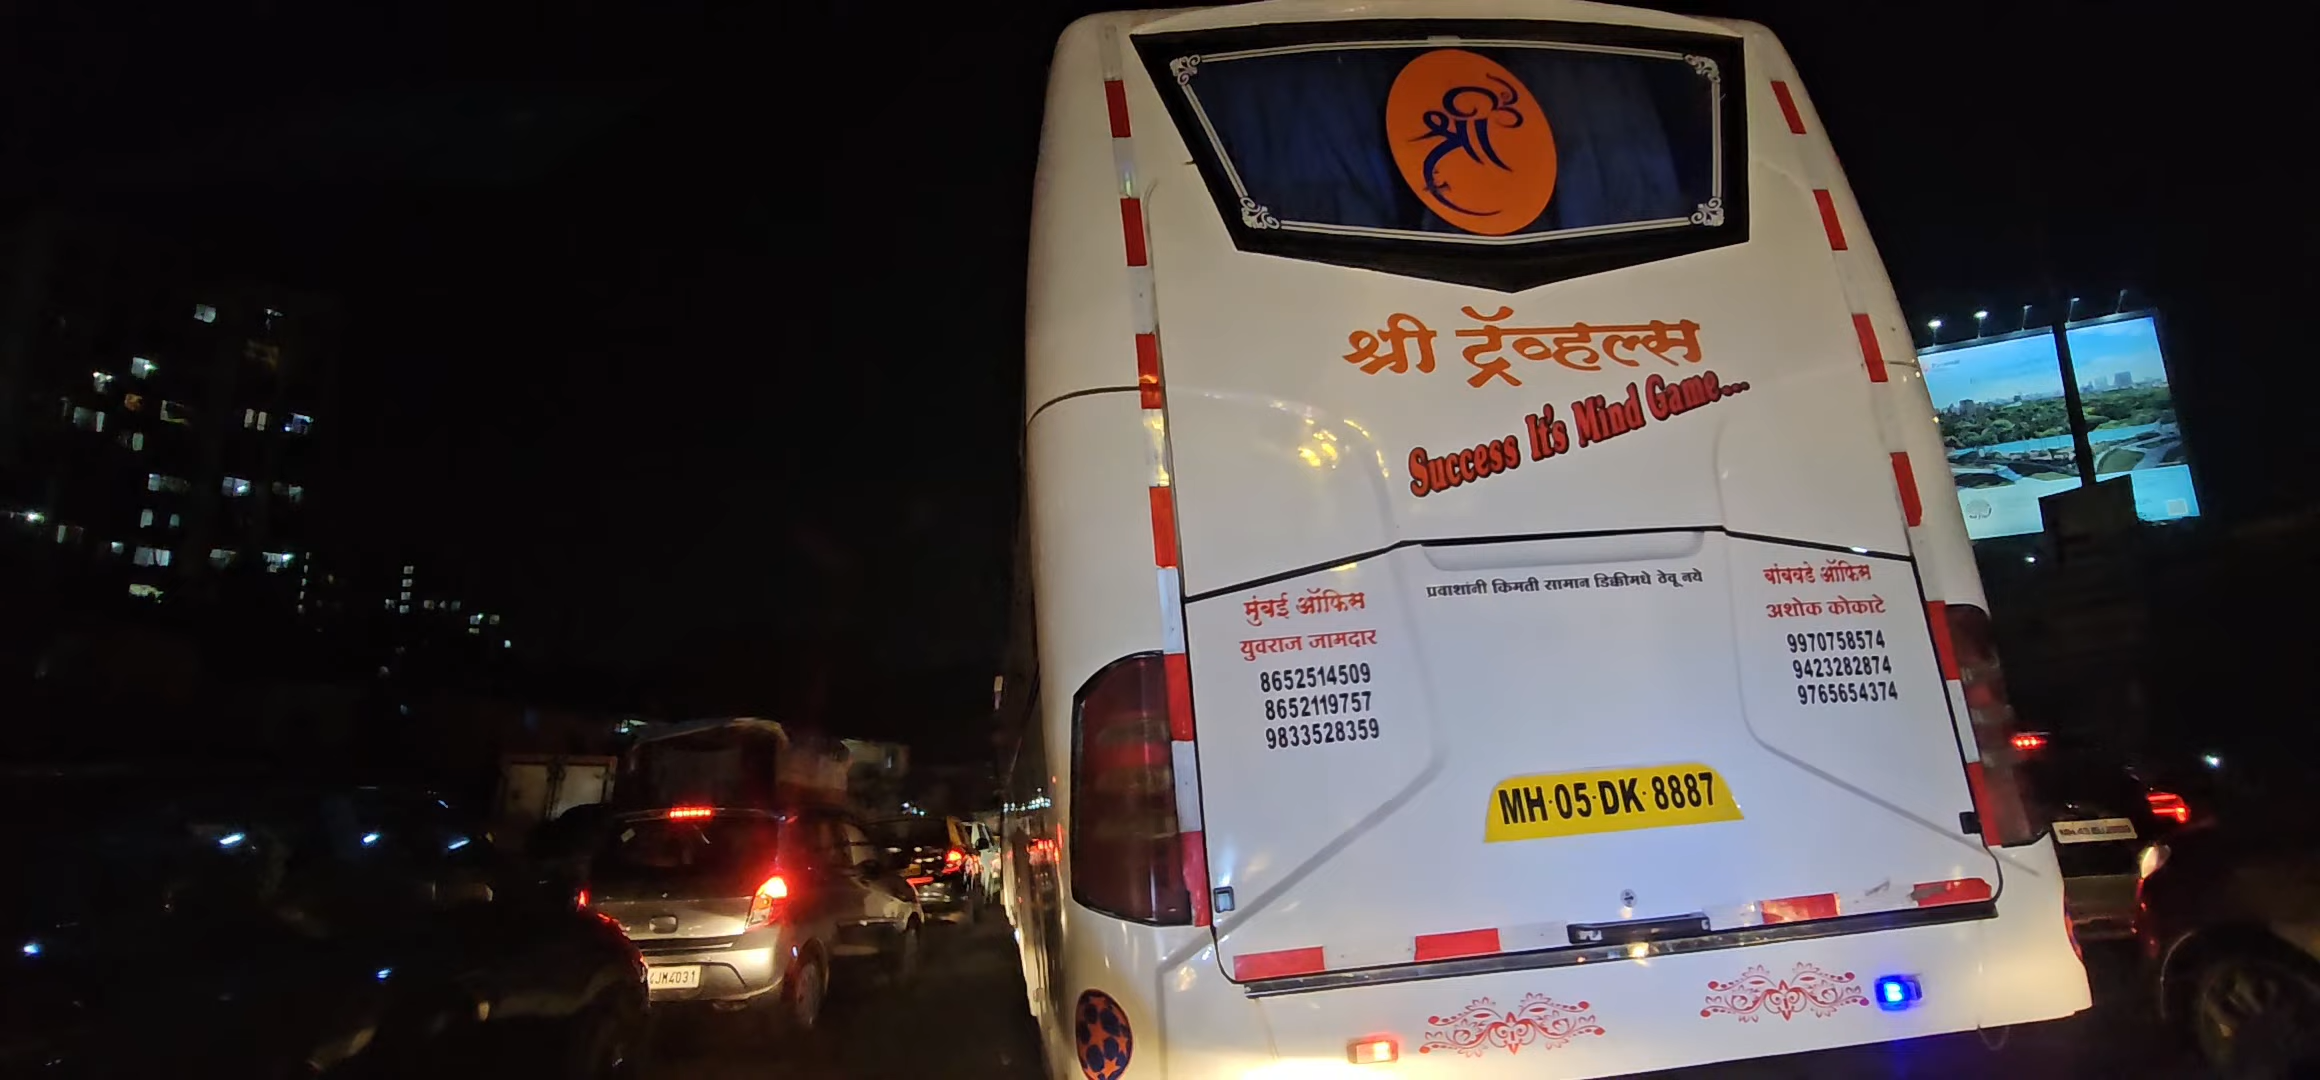 श्री
श्री ट्रॅव्हल्स
Success It's Mind Game...
प्रवाशांनी किमती सामान डिक्कीमधे ठेवू नये
मुंबई ऑफिस
युवराज जामदार
8652514509
8652119757
9833528359
बांबवडे ऑफिस
अशोक कोकाटे
9970758574
9423282874
9765654374
MH·05·DK·8887
JM4031